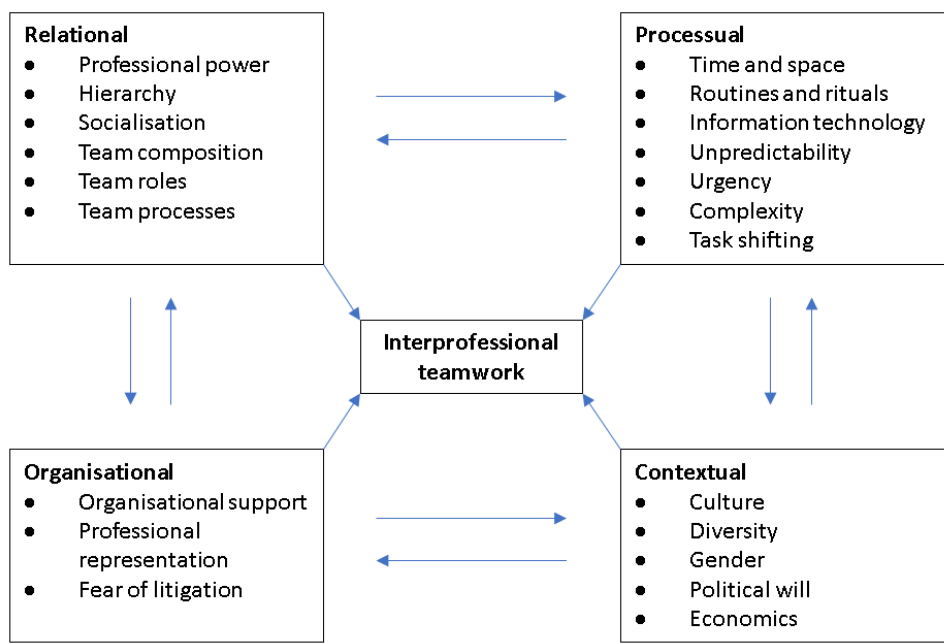 Relational
● Professional power
● Hierarchy
● Socialisation
● Team composition
● Team roles
● Team processes
Processual
● Time and space
● Routines and rituals
● Information technology
● Unpredictability
● Urgency
● Complexity
● Task shifting
Interprofessional
teamwork
Organisational
● Organisational support
● Professional
representation
● Fear of litigation
Contextual
● Culture
● Diversity
● Gender
● Political will
● Economics